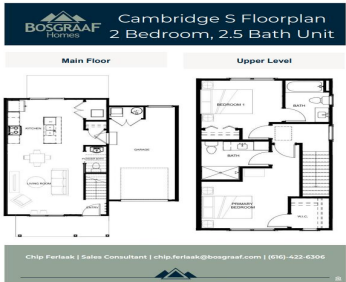 BOSGRAAF
Homes
Cambridge S Floorplan
2 Bedroom, 2.5 Bath Unit
Main Floor
Upper Level
KITCHEN
GARAGE
LIVING ROOM
BEDROOM 1
BATH
BATH
PRIMARY
BEDROOM
W.I.C.
Chip Ferlaak | Sales Consultant | chip.ferlaak@bosgraaf.com | (616)-422-6306